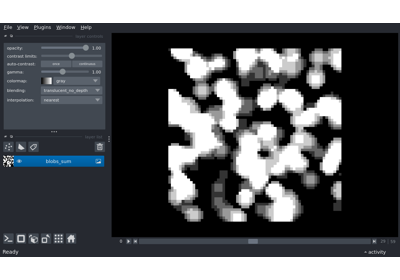 File View Plugins Window Help
opacity: 1.00
contrast limits:
auto-contrast: once continuous
gamma: 1.00
colormap: gray
blending: translucent_no_depth
interpolation: nearest
blobs_sum
Ready
activity